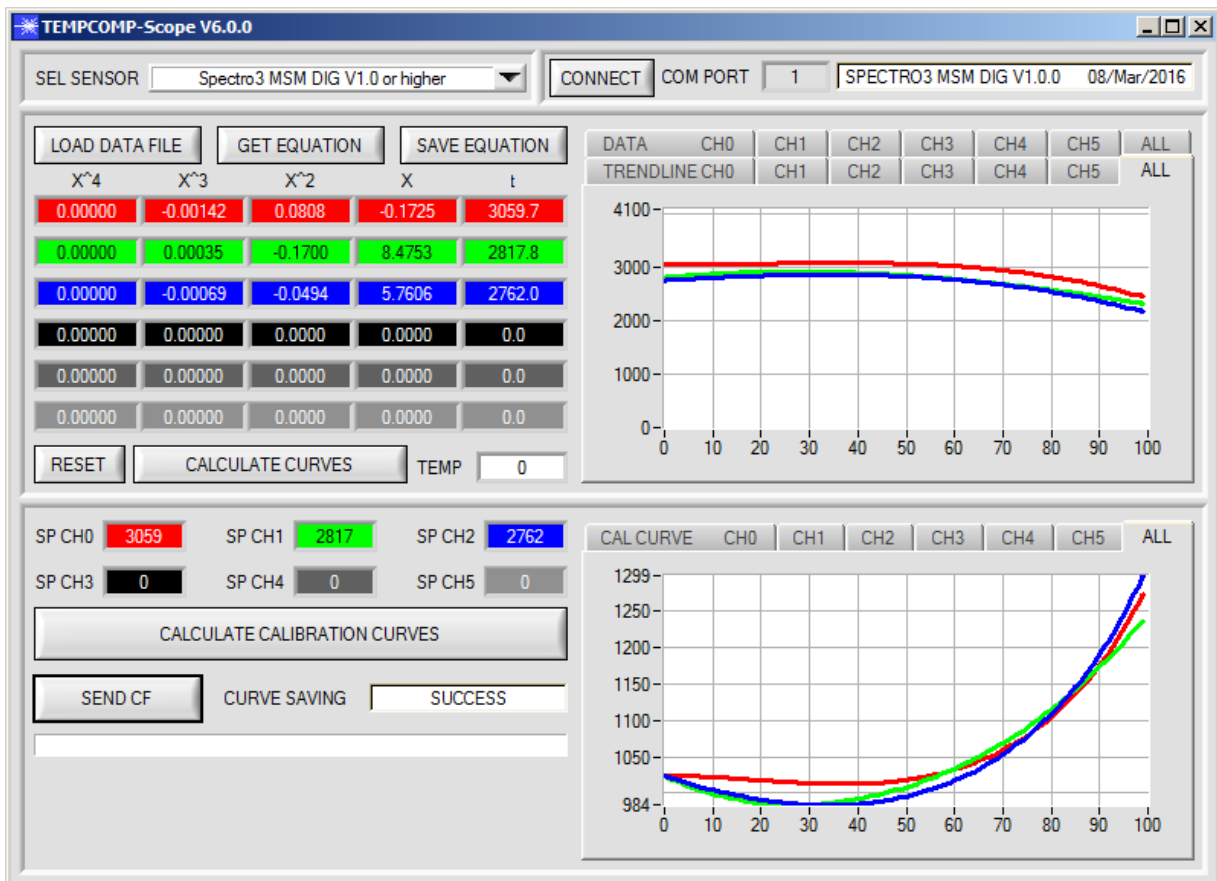 TEMPCOMP-Scope V6.0.0
SEL SENSOR Spectro3 MSM DIG V1.0 or higher
CONNECT COM PORT 1 SPECTRO3 MSM DIG V1.0.0 08/Mar/2016
LOAD DATA FILE GET EQUATION SAVE EQUATION
X^4 X^3 X^2 X t
0.00000 -0.00142 0.0808 -0.1725 3059.7
0.00000 0.00035 -0.1700 8.4753 2817.8
0.00000 -0.00069 -0.0494 5.7606 2762.0
0.00000 0.00000 0.0000 0.0000 0.0
0.00000 0.00000 0.0000 0.0000 0.0
0.00000 0.00000 0.0000 0.0000 0.0
RESET CALCULATE CURVES TEMP 0
DATA CH0 CH1 CH2 CH3 CH4 CH5 ALL
TRENDLINE CH0 CH1 CH2 CH3 CH4 CH5 ALL
4100
3000
2000
1000
0
0 10 20 30 40 50 60 70 80 90 100
SP CH0 3059 SP CH1 2817 SP CH2 2762
SP CH3 0 SP CH4 0 SP CH5 0
CALCULATE CALIBRATION CURVES
SEND CF CURVE SAVING SUCCESS
CAL CURVE CH0 CH1 CH2 CH3 CH4 CH5 ALL
1299
1250
1200
1150
1100
1050
984
0 10 20 30 40 50 60 70 80 90 100